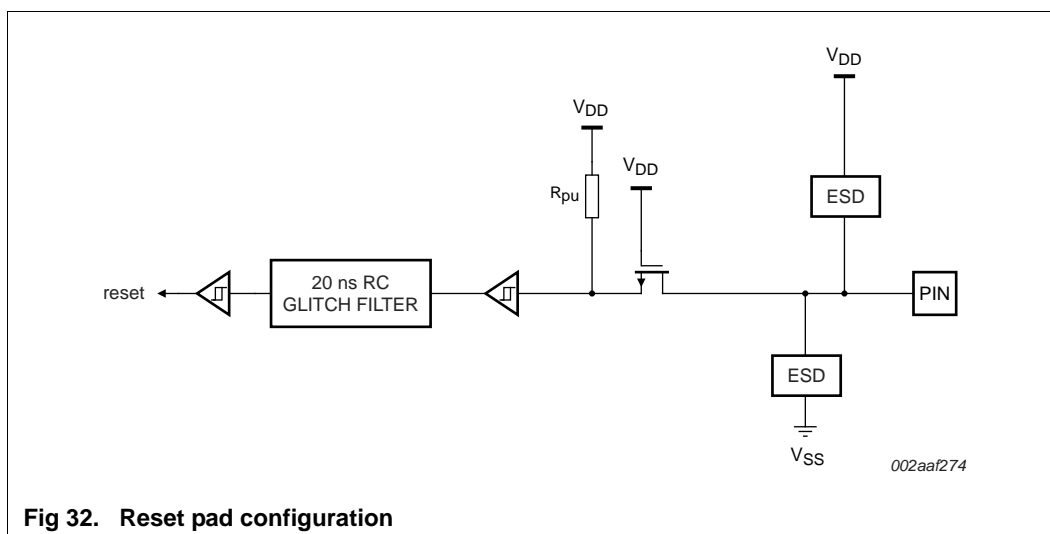 VDD
VDD
VDD
Rpu
ESD
reset
20 ns RC
GLITCH FILTER
PIN
ESD
VSS
002aaf274
Fig 32. Reset pad configuration